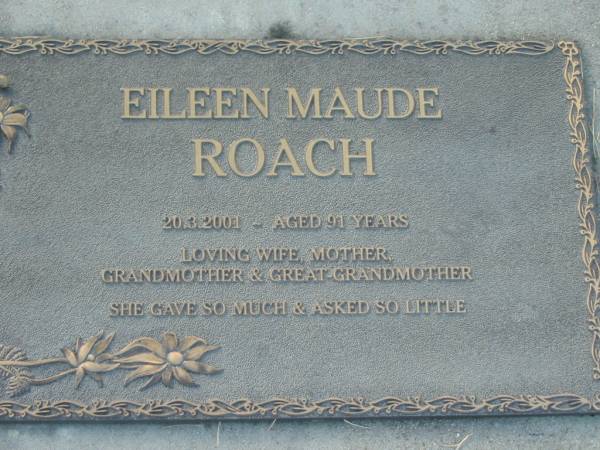 EILEEN MAUDE
ROACH
20.3.2001 - AGED 91 YEARS
LOVING WIFE, MOTHER,
GRANDMOTHER & GREAT-GRANDMOTHER
SHE GAVE SO MUCH & ASKED SO LITTLE